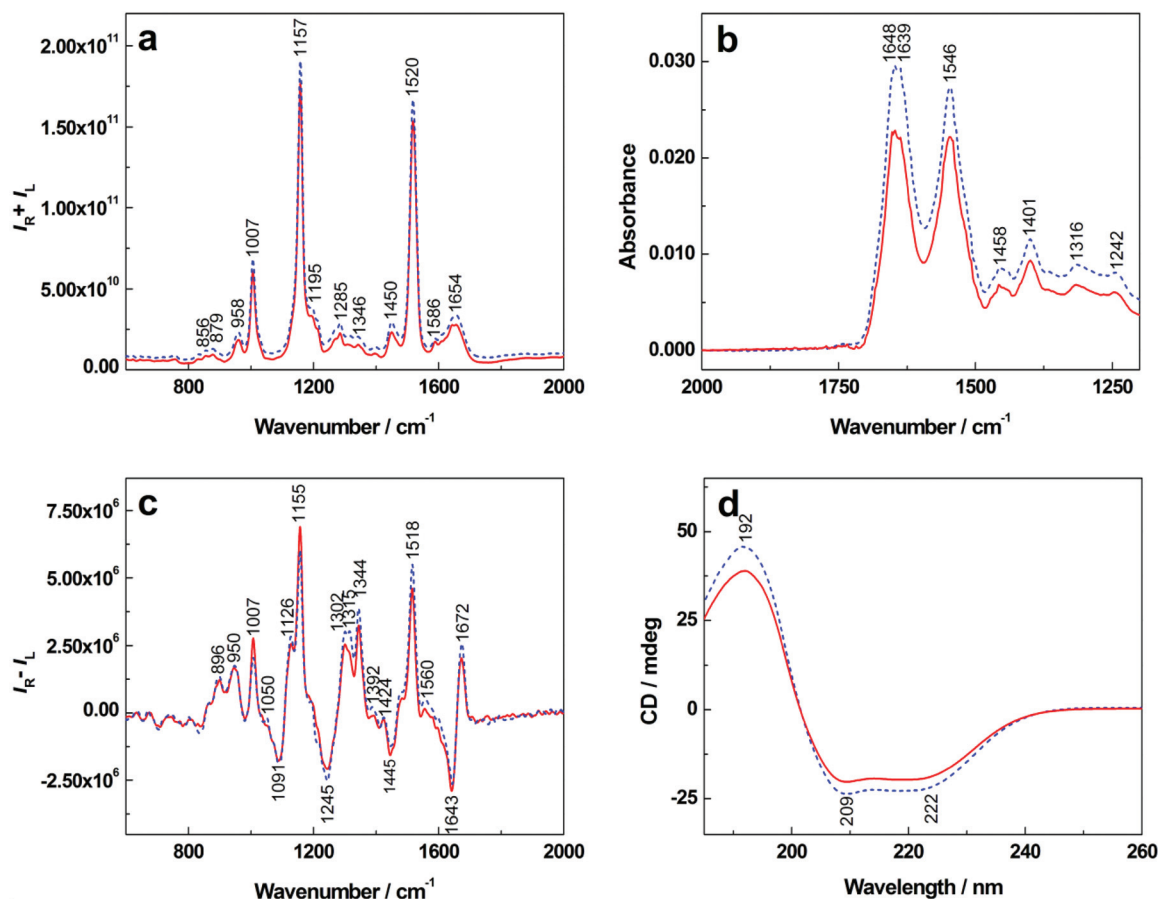 a
2.00x10¹¹
1.50x10¹¹
1.00x10¹¹
5.00x10¹⁰
0.00
I_R + I_L
856
879
958
1007
1157
1195
1285
1346
1450
1520
1586
1654
800 1200 1600 2000
Wavenumber / cm⁻¹
b
0.030
0.020
0.010
0.000
Absorbance
1648
1639
1546
1458
1401
1316
1242
2000 1750 1500 1250
Wavenumber / cm⁻¹
c
7.50x10⁶
5.00x10⁶
2.50x10⁶
0.00
-2.50x10⁶
I_R - I_L
896
950
1007
1050
1091
1126
1155
1245
1302
1315
1344
1392
1424
1445
1518
1560
1643
1672
800 1200 1600 2000
Wavenumber / cm⁻¹
d
50
25
0
-25
CD / mdeg
192
209
222
200 220 240 260
Wavelength / nm